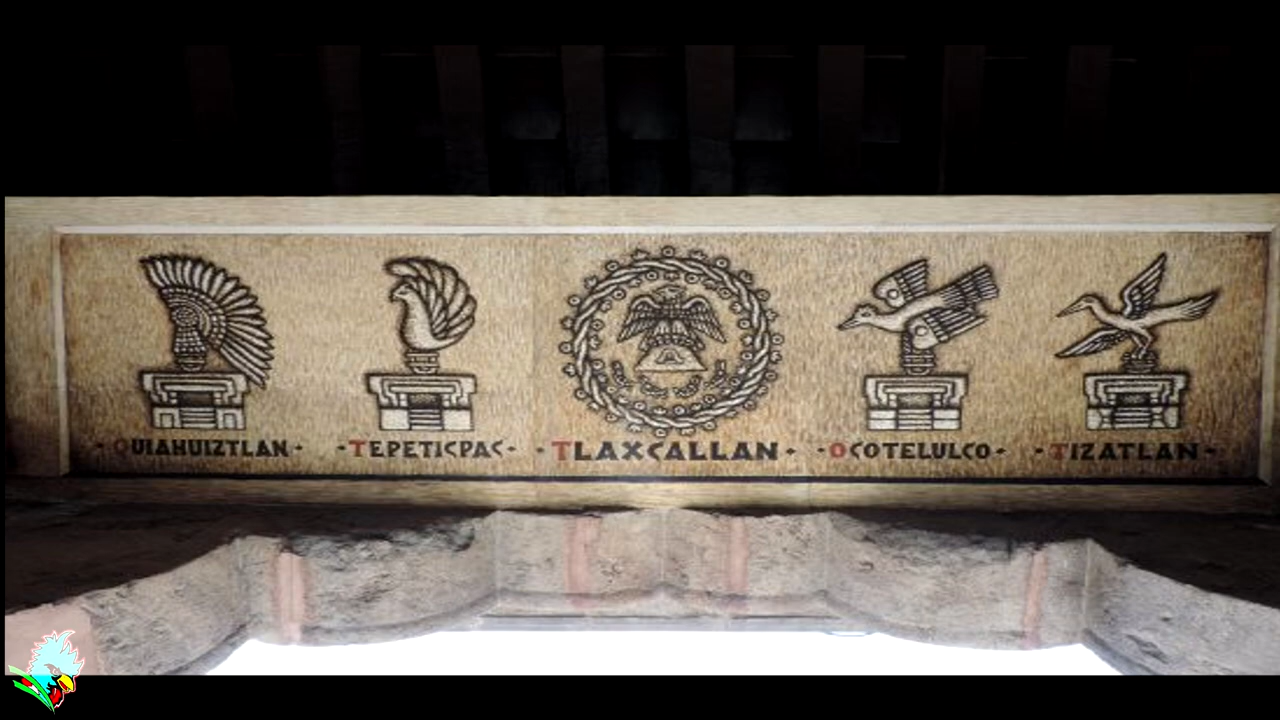 · QUIAHUIZTLAN · · TEPETICPAC · · TLAXCALLAN · · OCOTELULCO · · TIZATLAN ·